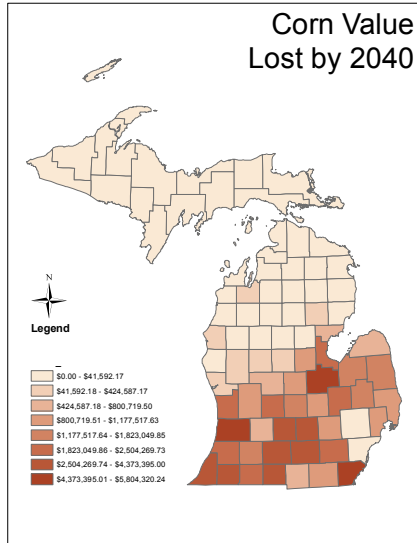 Corn Value
Lost by 2040
N
Legend
$0.00 - $41,592.17
$41,592.18 - $424,587.17
$424,587.18 - $800,719.50
$800,719.51 - $1,177,517.63
$1,177,517.64 - $1,823,049.85
$1,823,049.86 - $2,504,269.73
$2,504,269.74 - $4,373,395.00
$4,373,395.01 - $5,804,320.24